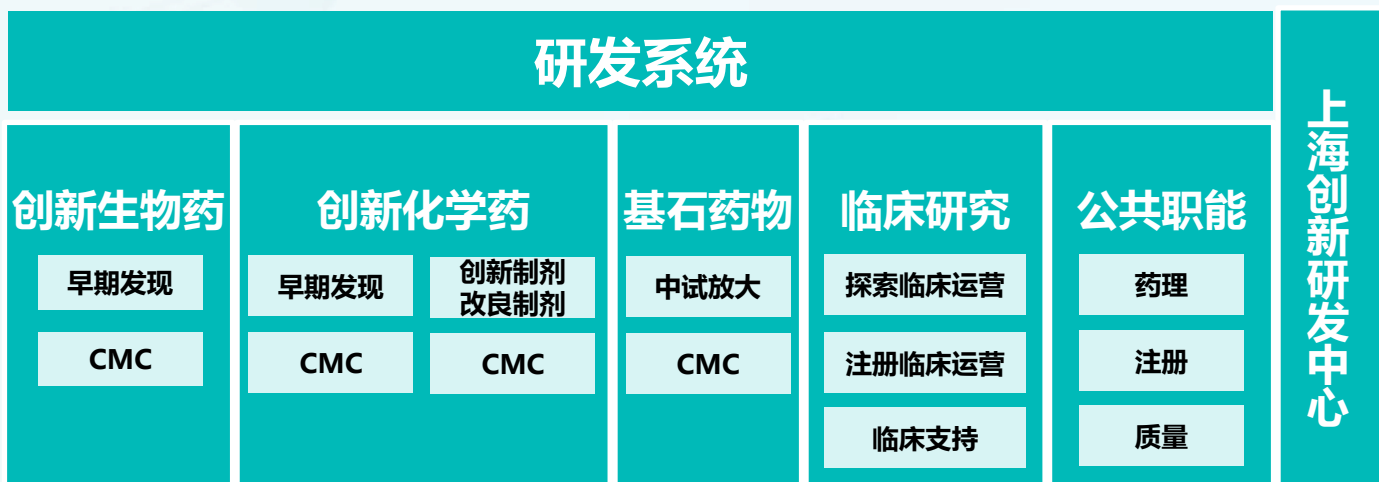 研发系统
创新生物药
早期发现
CMC
创新化学药
早期发现
CMC
创新制剂
改良制剂
CMC
基石药物
中试放大
CMC
临床研究
探索临床运营
注册临床运营
临床支持
公共职能
药理
注册
质量
上海创新研发中心